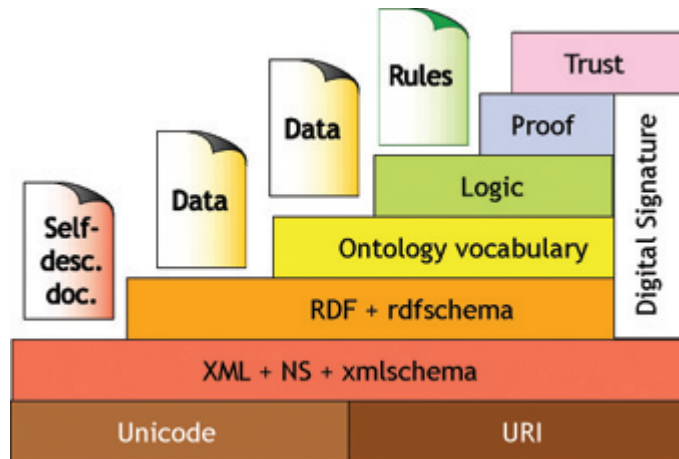 Trust
Rules
Proof
Data
Logic
Digital Signature
Data
Self-
desc.
doc.
Ontology vocabulary
RDF + rdfschema
XML + NS + xmlschema
Unicode
URI